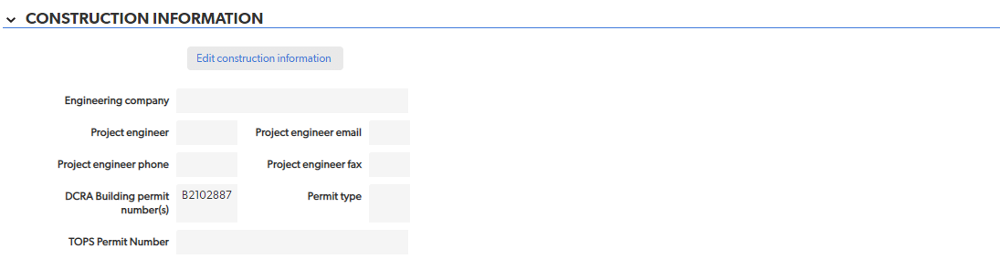 CONSTRUCTION INFORMATION
Edit construction information
Engineering company
Project engineer
Project engineer email
Project engineer phone
Project engineer fax
DCRA Building permit number(s)
B2102887
Permit type
TOPS Permit Number